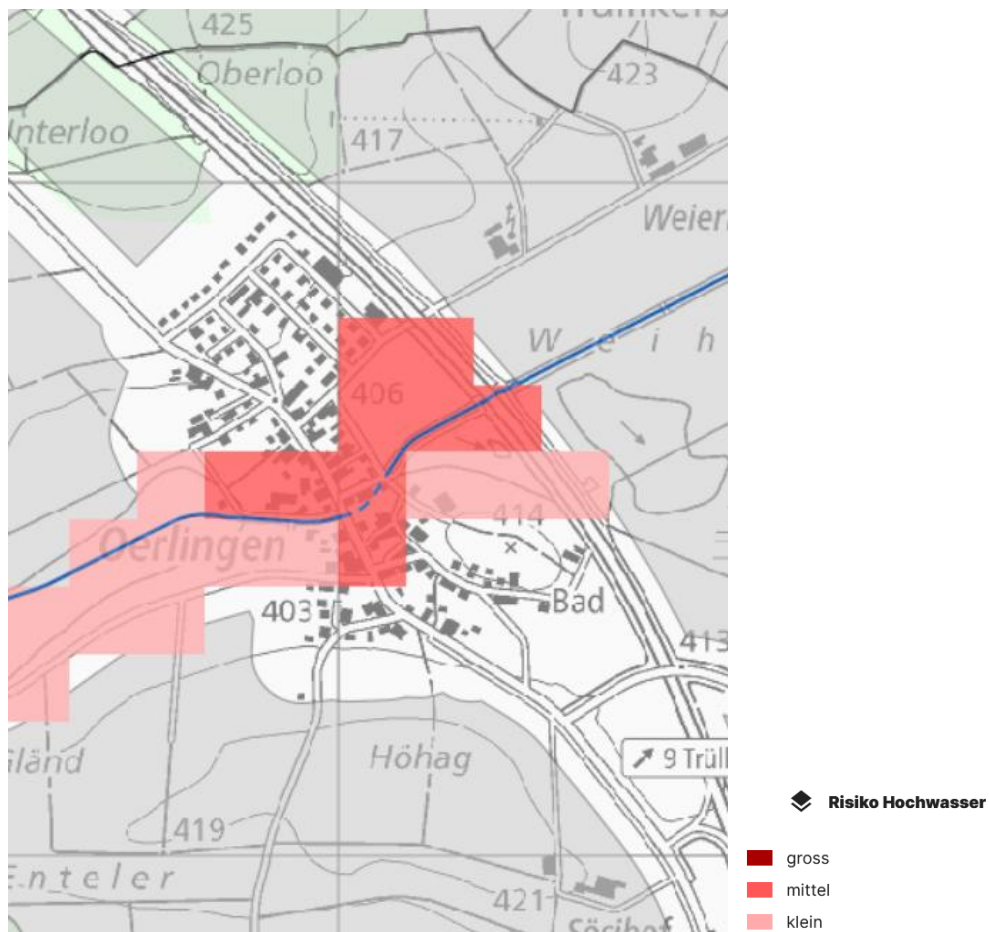 425
Oberloo
423
417
Weier
W e i h
406
414
Oerlingen
403
Bad
413
Höhag
9 Trüll
Risiko Hochwasser
419
gross
Enteler
mittel
421
klein